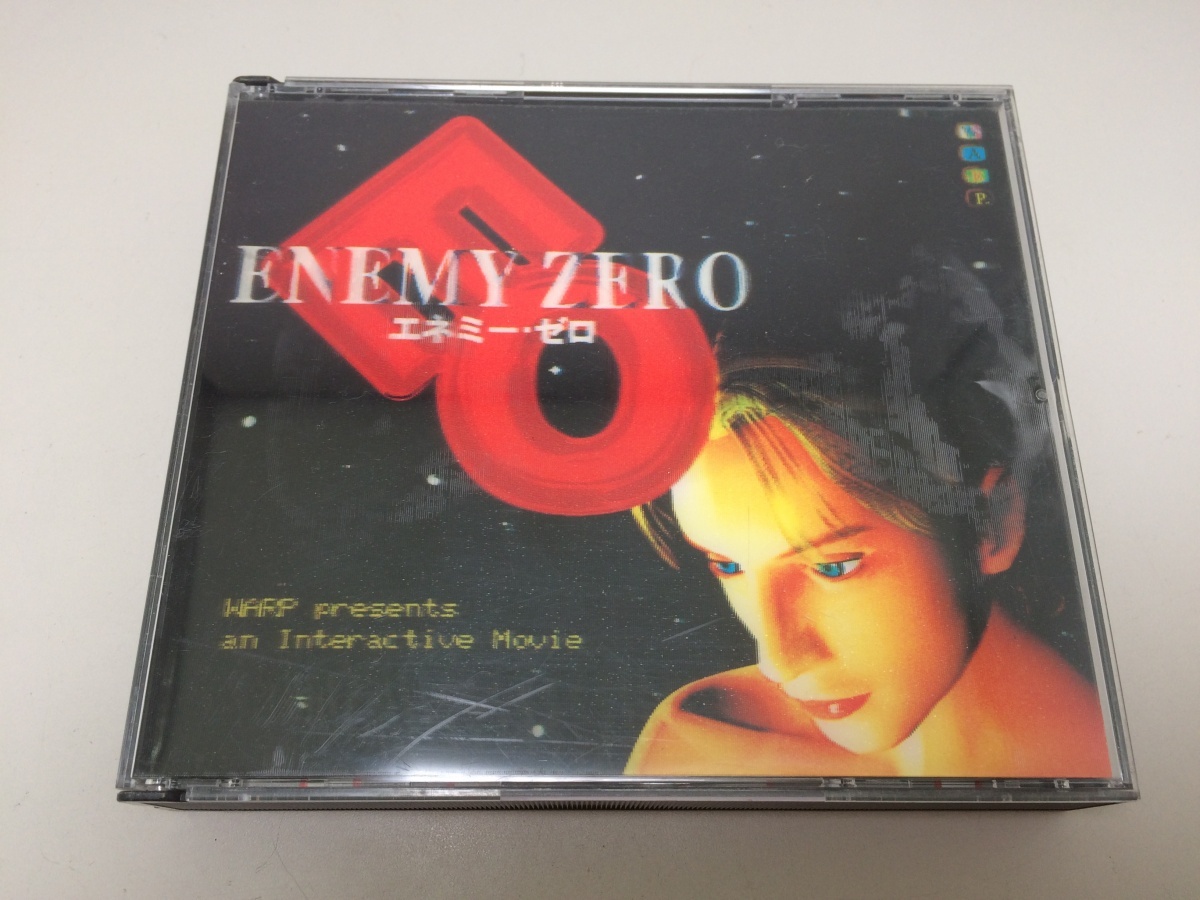 W
A
R
P.
ENEMY ZERO
エネミー・ゼロ
WARP presents
an Interactive Movie